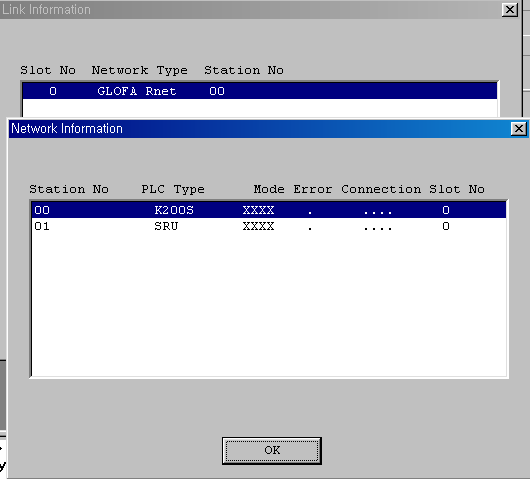 Link Information
Slot No Network Type Station No
0 GLOFA Rnet 00
Network Information
Station No PLC Type Mode Error Connection Slot No
00 K200S XXXX . .... 0
01 SRU XXXX . .... 0
OK
y